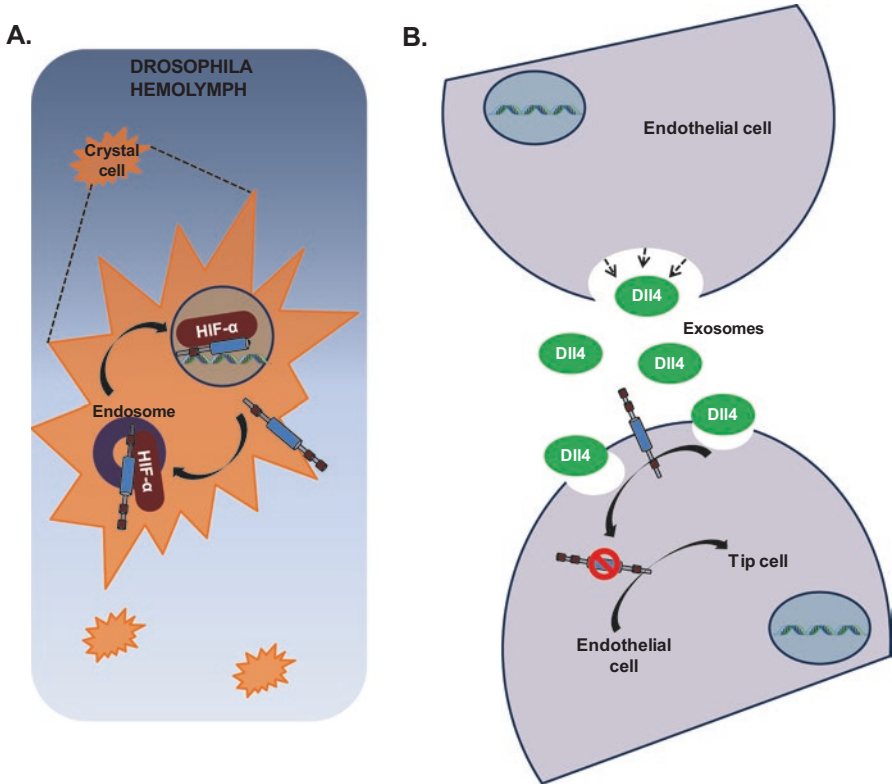 A.
DROSOPHILA
HEMOLYMPH
Crystal
cell
HIF-α
Endosome
HIF-α
B.
Endothelial cell
Dll4
Exosomes
Dll4
Dll4
Dll4
Dll4
Tip cell
Endothelial
cell